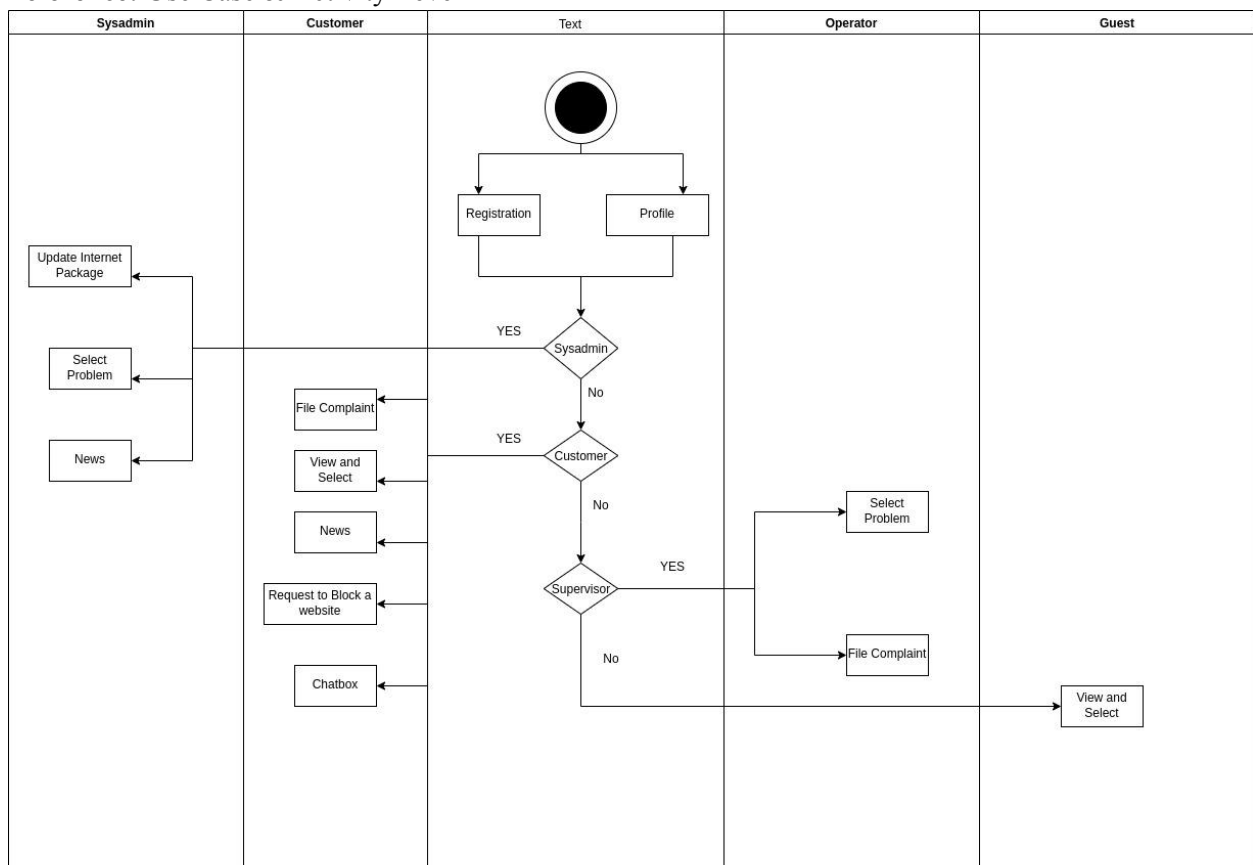 Sysadmin
Customer
Text
Operator
Guest
Registration
Profile
Update Internet
Package
YES
Sysadmin
Select
Problem
No
File Complaint
YES
Customer
News
View and
Select
No
Select
Problem
News
YES
Supervisor
Request to Block a
website
No
File Complaint
Chatbox
View and
Select